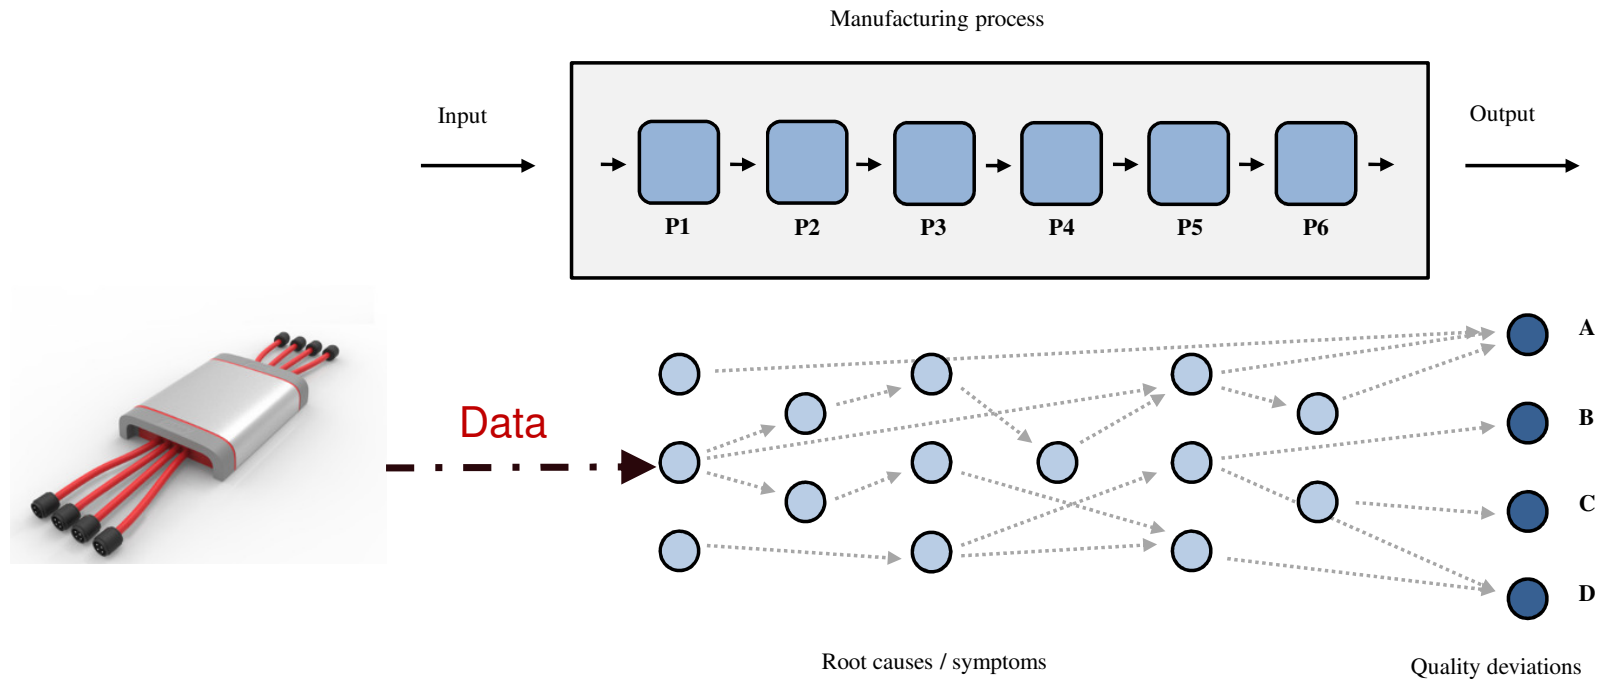 Manufacturing process
Input
Output
P1 P2 P3 P4 P5 P6
A
Data
B
C
D
Root causes / symptoms
Quality deviations